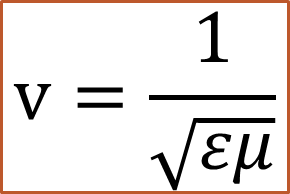 v = 1/√(εμ)